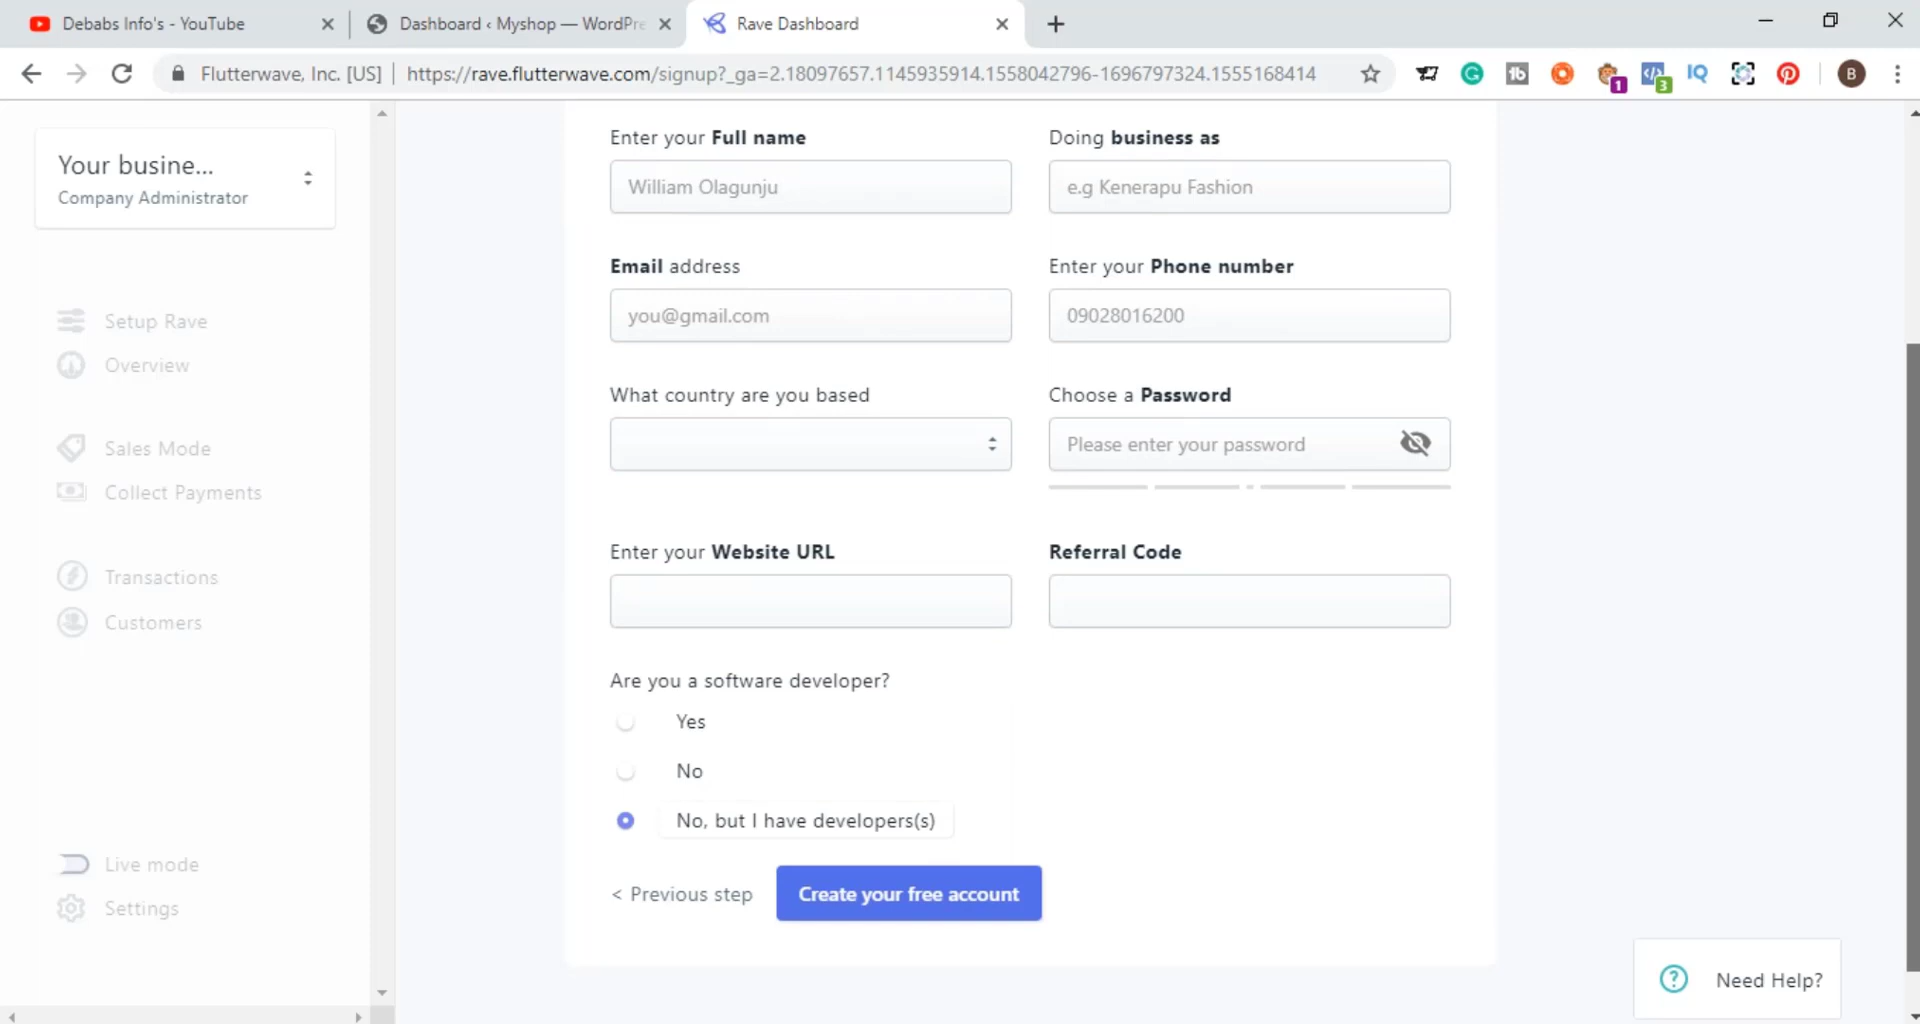 Debabs Info's - YouTube
Dashboard ‹ Myshop — WordPre
Rave Dashboard
Flutterwave, Inc. [US]
https://rave.flutterwave.com/signup?_ga=2.18097657.1145935914.1558042796-1696797324.1555168414
G
tb
1
</>
3
IQ
B
Your busine...
Company Administrator
Setup Rave
Overview
Sales Mode
Collect Payments
Transactions
Customers
Live mode
Settings
Enter your Full name
William Olagunju
Doing business as
e.g Kenerapu Fashion
Email address
you@gmail.com
Enter your Phone number
09028016200
What country are you based
Choose a Password
Please enter your password
Enter your Website URL
Referral Code
Are you a software developer?
Yes
No
No, but I have developers(s)
< Previous step
Create your free account
? Need Help?